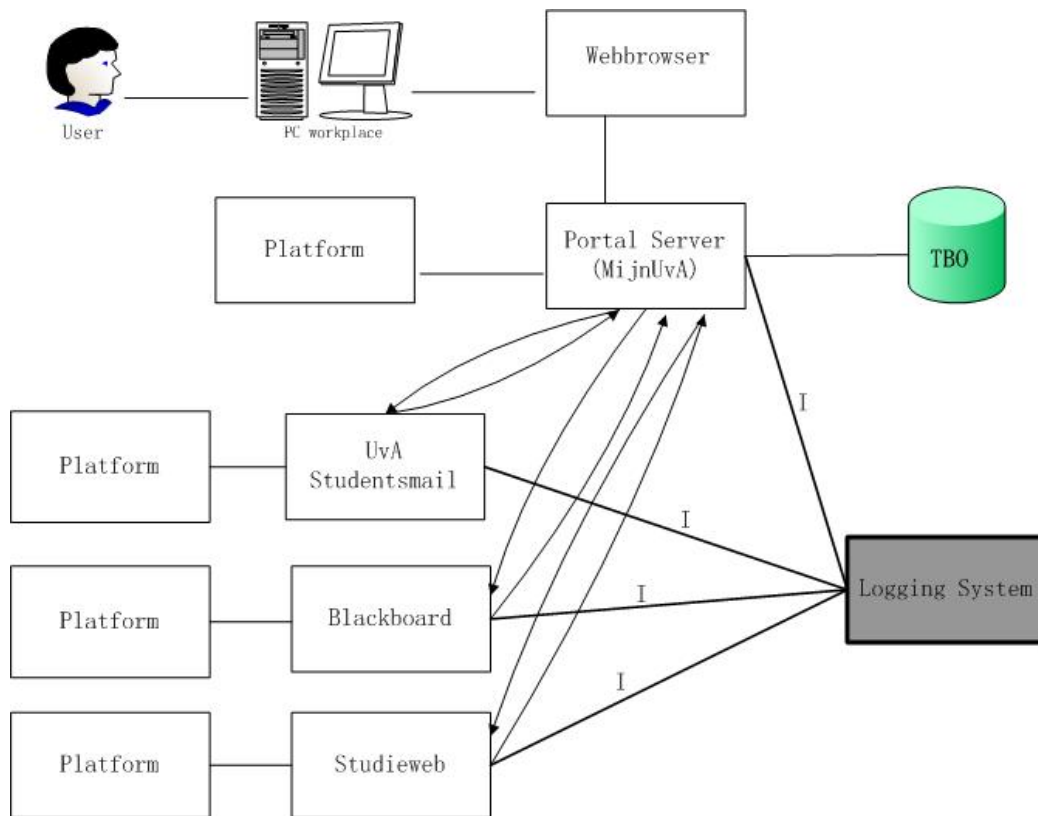 Webbrowser
User
PC workplace
Platform
Portal Server
(MijnUvA)
TBO
I
Platform
UvA
Studentsmail
I
Platform
Blackboard
I
Logging System
Platform
Studieweb
I